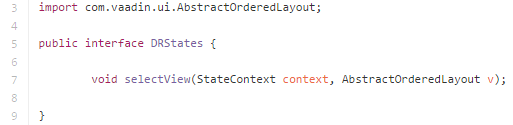 3 import com.vaadin.ui.AbstractOrderedLayout;
4
5 public interface DRStates {
6
7 void selectView(StateContext context, AbstractOrderedLayout v);
8
9 }